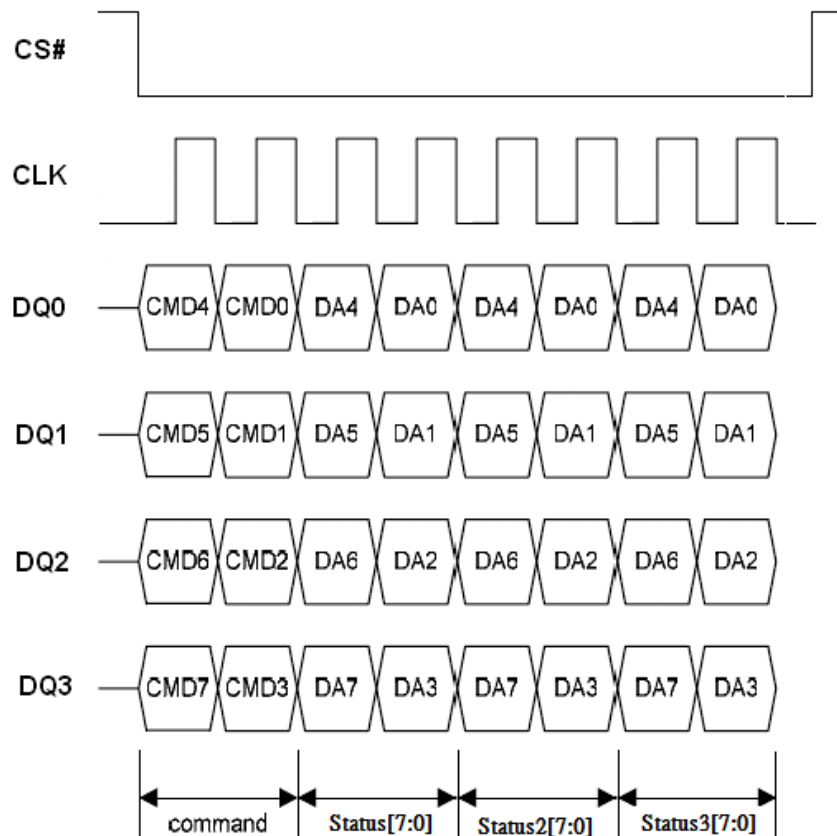 CS#
CLK
DQ0 CMD4 CMD0 DA4 DA0 DA4 DA0 DA4 DA0
DQ1 CMD5 CMD1 DA5 DA1 DA5 DA1 DA5 DA1
DQ2 CMD6 CMD2 DA6 DA2 DA6 DA2 DA6 DA2
DQ3 CMD7 CMD3 DA7 DA3 DA7 DA3 DA7 DA3
command Status[7:0] Status2[7:0] Status3[7:0]